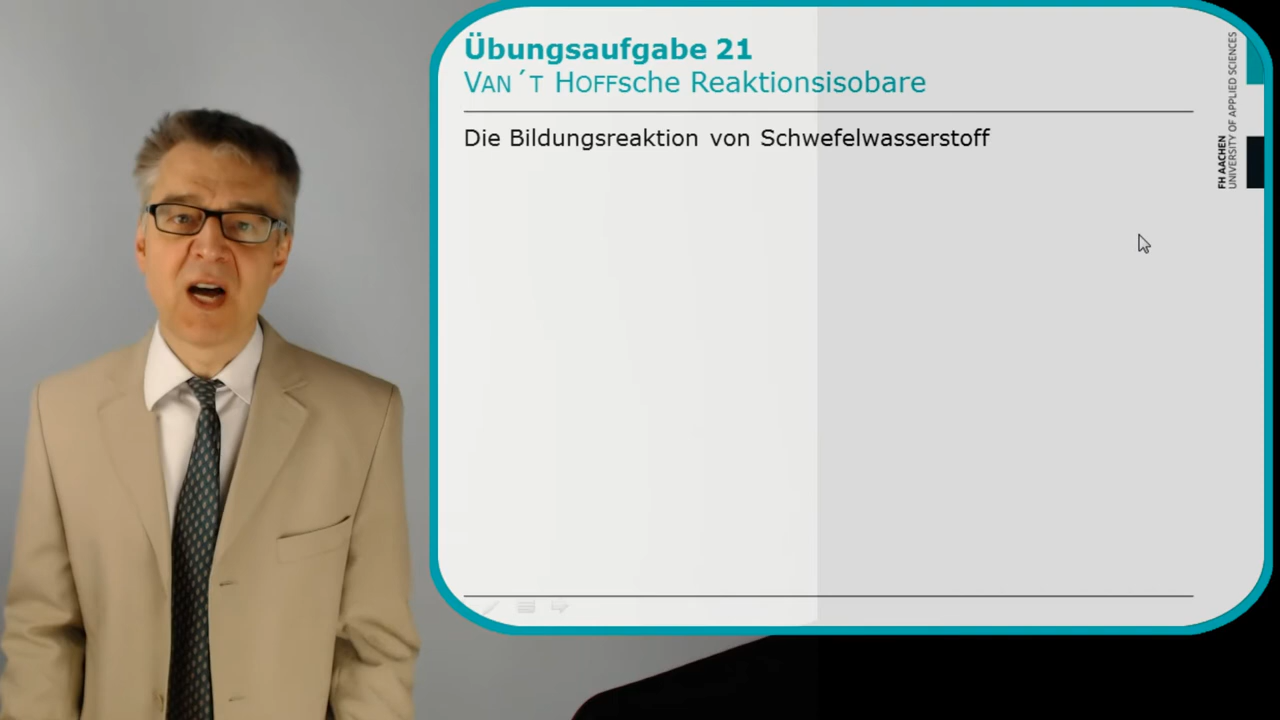 Übungsaufgabe 21
VAN ´T HOFFsche Reaktionsisobare
Die Bildungsreaktion von Schwefelwasserstoff
FH AACHEN
UNIVERSITY OF APPLIED SCIENCES